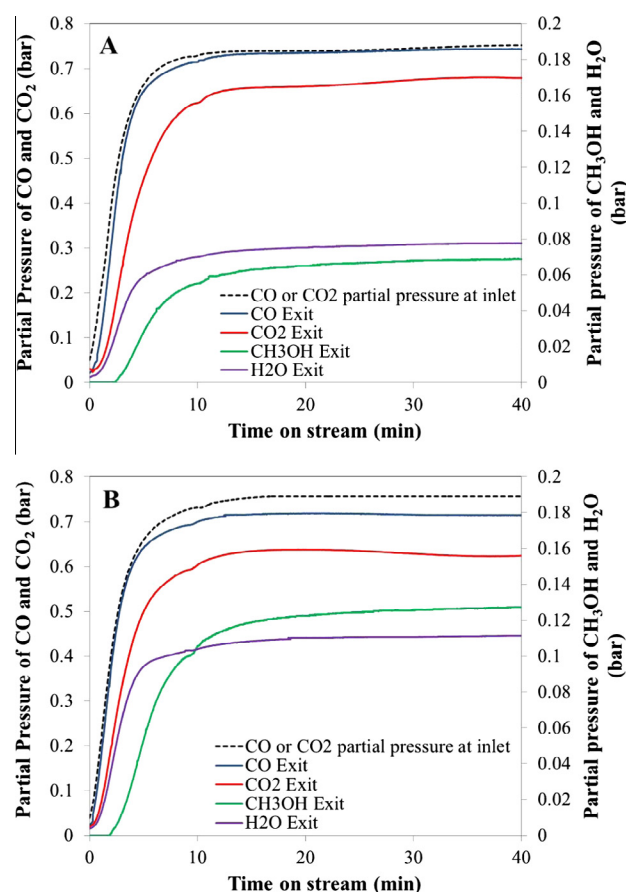 A
0.8
0.7
0.6
0.5
0.4
0.3
0.2
0.1
0
Partial Pressure of CO and CO₂ (bar)
0.2
0.18
0.16
0.14
0.12
0.1
0.08
0.06
0.04
0.02
0
Partial pressure of CH₃OH and H₂O
(bar)
CO or CO2 partial pressure at inlet
CO Exit
CO2 Exit
CH3OH Exit
H2O Exit
0 10 20 30 40
Time on stream (min)
B
0.8
0.7
0.6
0.5
0.4
0.3
0.2
0.1
0
Partial Pressure of CO and CO₂ (bar)
0.2
0.18
0.16
0.14
0.12
0.1
0.08
0.06
0.04
0.02
0
Partial pressure of CH₃OH and H₂O
(bar)
CO or CO2 partial pressure at inlet
CO Exit
CO2 Exit
CH3OH Exit
H2O Exit
0 10 20 30 40
Time on stream (min)